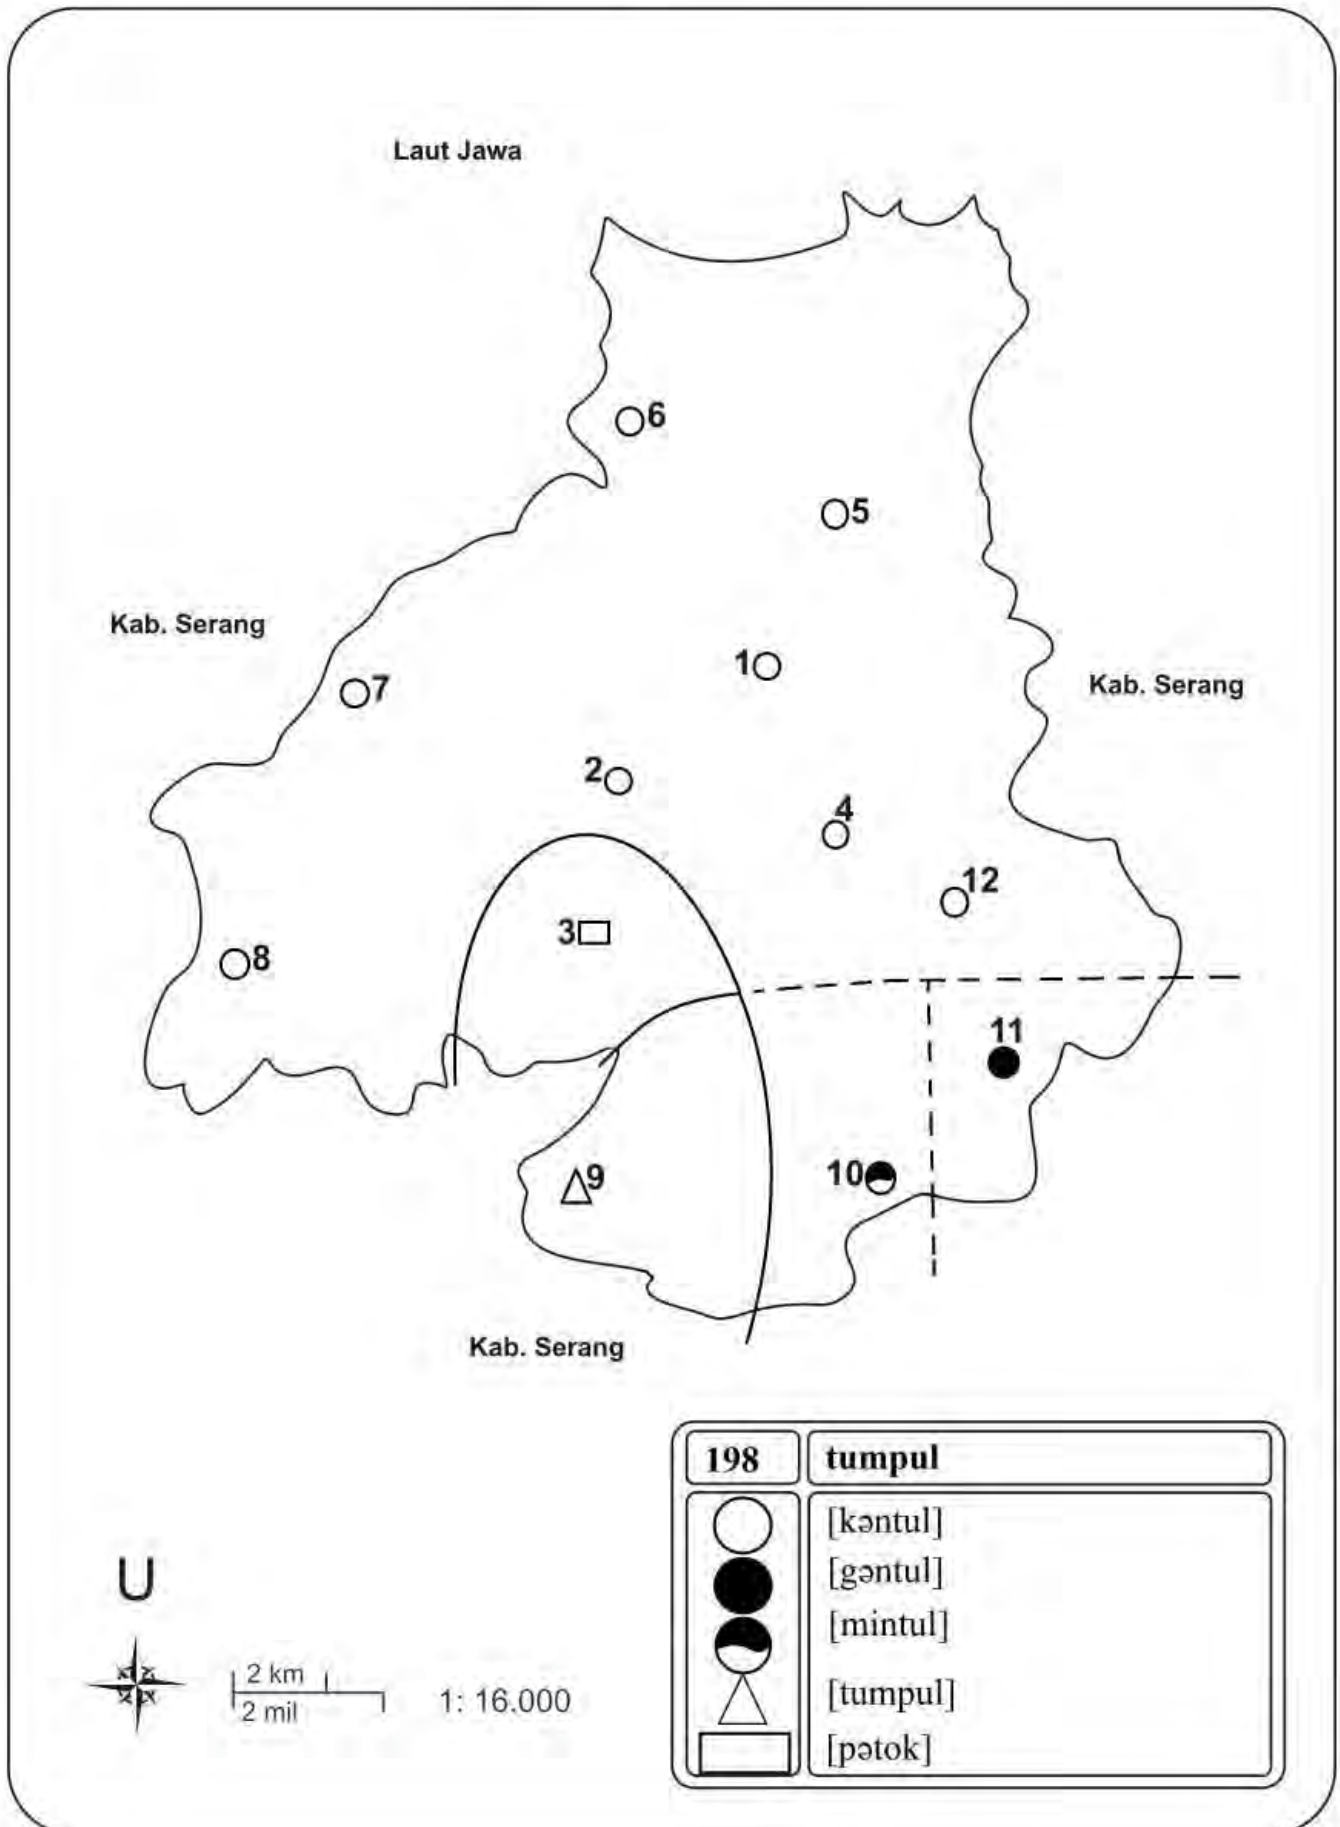 Laut Jawa
6
5
Kab. Serang
1
7
Kab. Serang
2
4
12
3
8
11
10
9
Kab. Serang
198 tumpul
[kəntul]
[gəntul]
[mintul]
[tumpul]
[pətok]
U
2 km
2 mil
1: 16.000